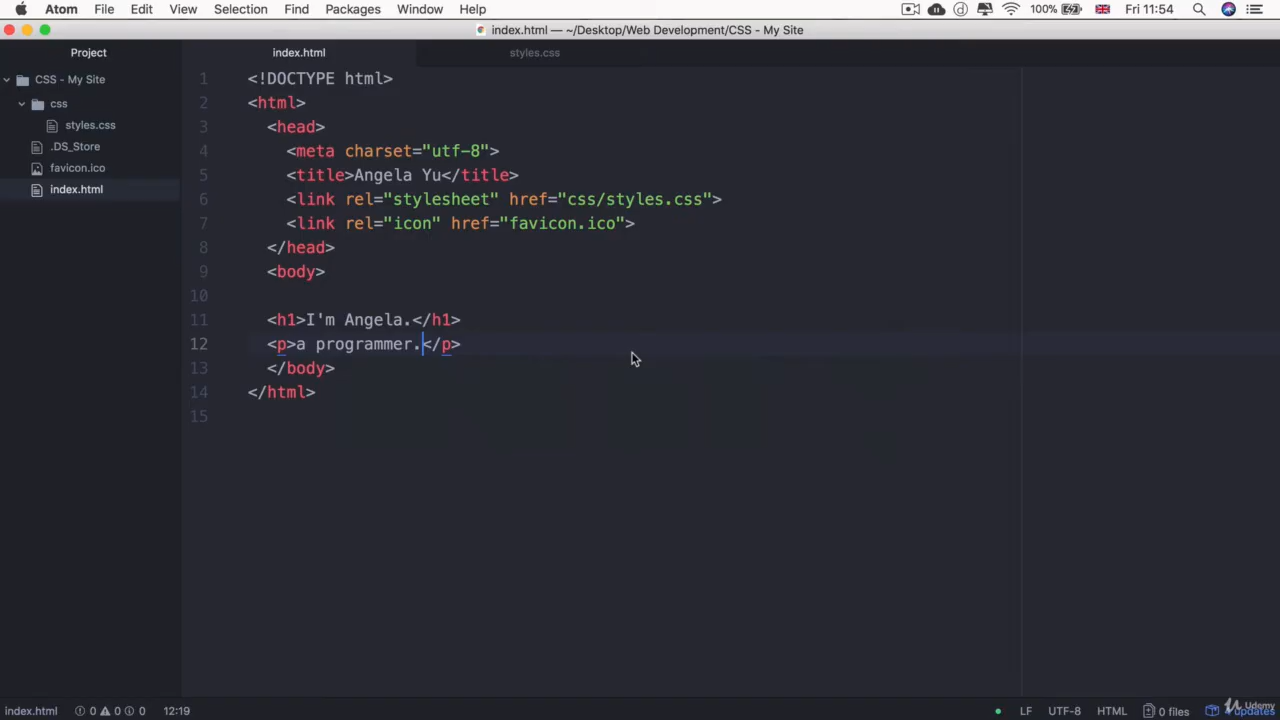 Atom File Edit View Selection Find Packages Window Help 100% Fri 11:54
index.html — ~/Desktop/Web Development/CSS - My Site
Project index.html styles.css
CSS - My Site
css
styles.css
.DS_Store
favicon.ico
index.html
1 <!DOCTYPE html>
2 <html>
3 <head>
4 <meta charset="utf-8">
5 <title>Angela Yu</title>
6 <link rel="stylesheet" href="css/styles.css">
7 <link rel="icon" href="favicon.ico">
8 </head>
9 <body>
10
11 <h1>I'm Angela.</h1>
12 <p>a programmer.</p>
13 </body>
14 </html>
15
index.html 0 0 0 12:19 LF UTF-8 HTML 0 files 4 updates
Udemy